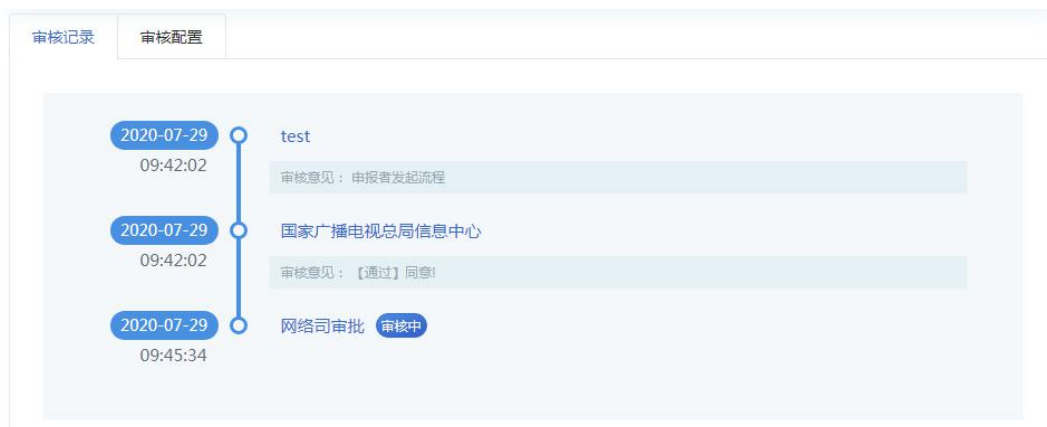 审核记录 审核配置
2020-07-29 test
09:42:02
审核意见： 申报者发起流程
2020-07-29 国家广播电视总局信息中心
09:42:02
审核意见： 【通过】同意!
2020-07-29 网络司审批 审核中
09:45:34